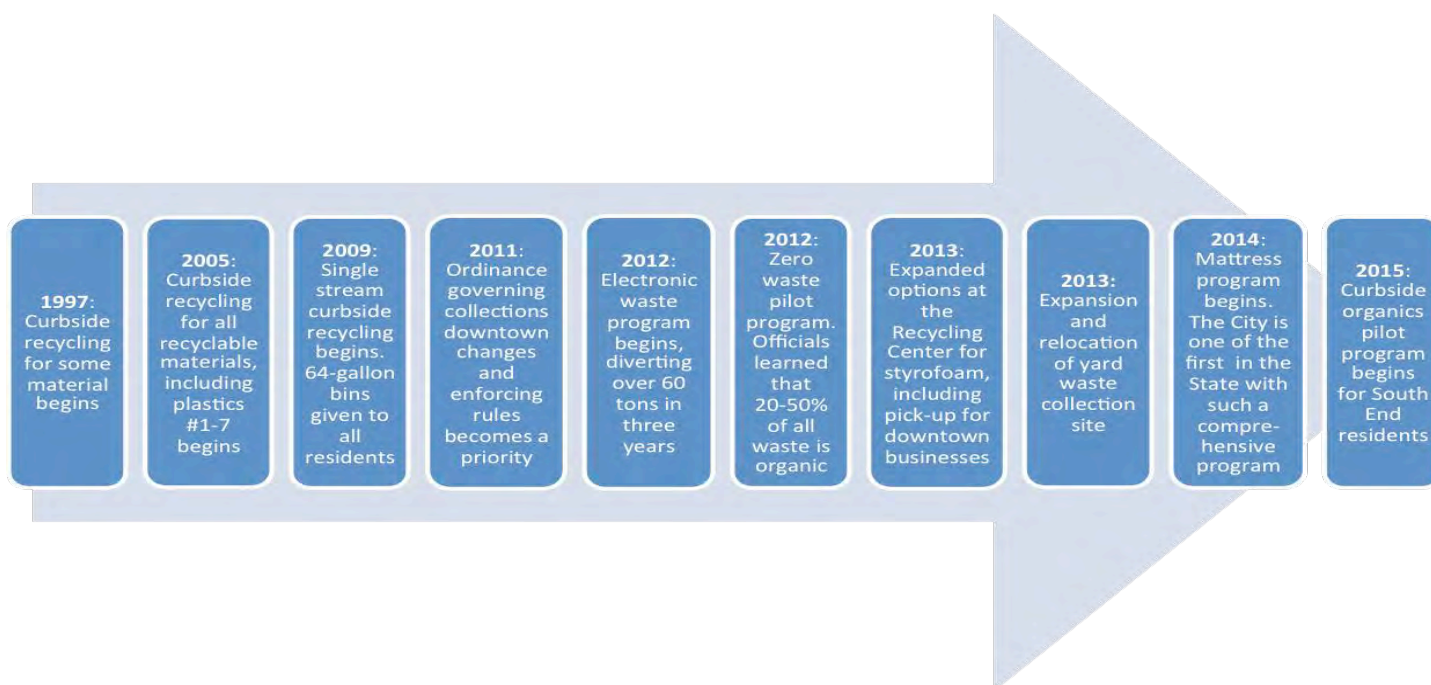 1997:
Curbside
recycling
for some
material
begins
2005:
Curbside
recycling
for all
recyclable
materials,
including
plastics
#1-7
begins
2009:
Single
stream
curbside
recycling
begins.
64-gallon
bins
given to
all
residents
2011:
Ordinance
governing
collections
downtown
changes
and
enforcing
rules
becomes a
priority
2012:
Electronic
waste
program
begins,
diverting
over 60
tons in
three
years
2012:
Zero
waste
pilot
program.
Officials
learned
that
20-50%
of all
waste is
organic
2013:
Expanded
options at
the
Recycling
Center for
styrofoam,
including
pick-up for
downtown
businesses
2013:
Expansion
and
relocation
of yard
waste
collection
site
2014:
Mattress
program
begins.
The City is
one of the
first in the
State with
such a
compre-
hensive
program
2015:
Curbside
organics
pilot
program
begins
for South
End
residents